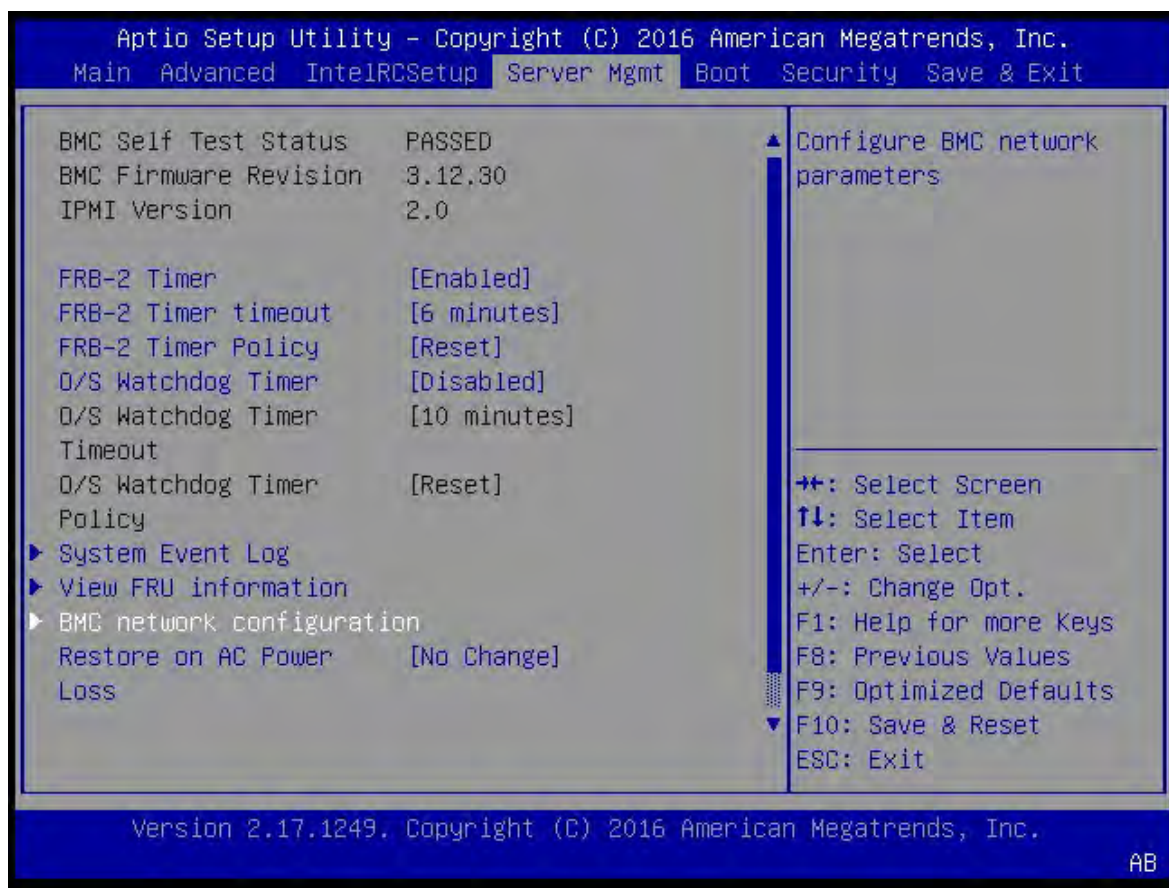 Aptio Setup Utility – Copyright (C) 2016 American Megatrends, Inc.
Main Advanced IntelRCSetup Server Mgmt Boot Security Save & Exit
BMC Self Test Status PASSED
BMC Firmware Revision 3.12.30
IPMI Version 2.0
FRB-2 Timer [Enabled]
FRB-2 Timer timeout [6 minutes]
FRB-2 Timer Policy [Reset]
O/S Watchdog Timer [Disabled]
O/S Watchdog Timer [10 minutes]
Timeout
O/S Watchdog Timer [Reset]
Policy
▶ System Event Log
▶ View FRU information
▶ BMC network configuration
Restore on AC Power [No Change]
Loss
Configure BMC network
parameters
→←: Select Screen
↑↓: Select Item
Enter: Select
+/-: Change Opt.
F1: Help for more Keys
F8: Previous Values
F9: Optimized Defaults
F10: Save & Reset
ESC: Exit
Version 2.17.1249. Copyright (C) 2016 American Megatrends, Inc.
AB